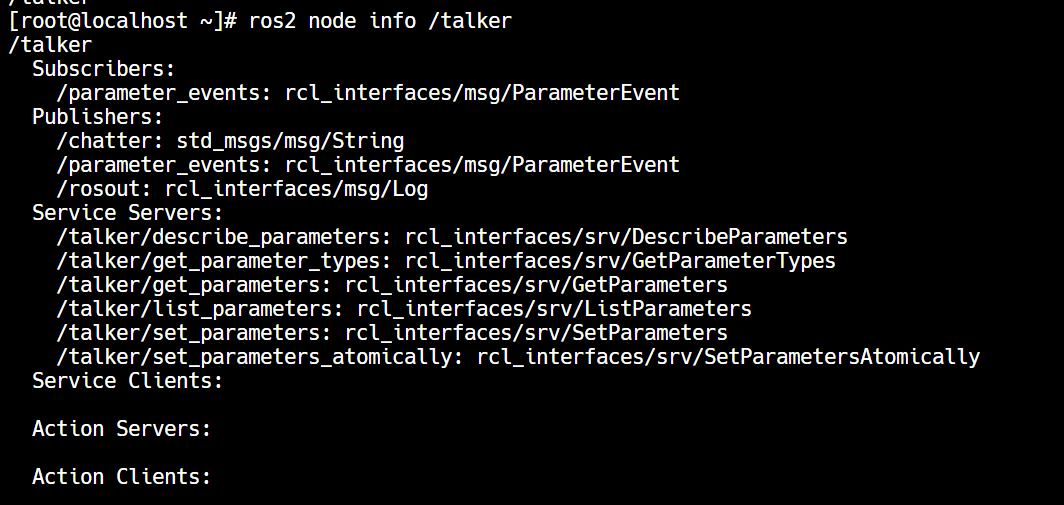 /talker
[root@localhost ~]# ros2 node info /talker
/talker
  Subscribers:
    /parameter_events: rcl_interfaces/msg/ParameterEvent
  Publishers:
    /chatter: std_msgs/msg/String
    /parameter_events: rcl_interfaces/msg/ParameterEvent
    /rosout: rcl_interfaces/msg/Log
  Service Servers:
    /talker/describe_parameters: rcl_interfaces/srv/DescribeParameters
    /talker/get_parameter_types: rcl_interfaces/srv/GetParameterTypes
    /talker/get_parameters: rcl_interfaces/srv/GetParameters
    /talker/list_parameters: rcl_interfaces/srv/ListParameters
    /talker/set_parameters: rcl_interfaces/srv/SetParameters
    /talker/set_parameters_atomically: rcl_interfaces/srv/SetParametersAtomically
  Service Clients:
  Action Servers:
  Action Clients: